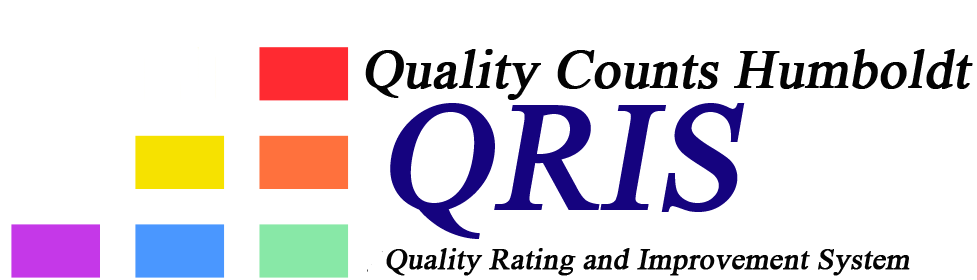 Quality Counts Humboldt
QRIS
Quality Rating and Improvement System